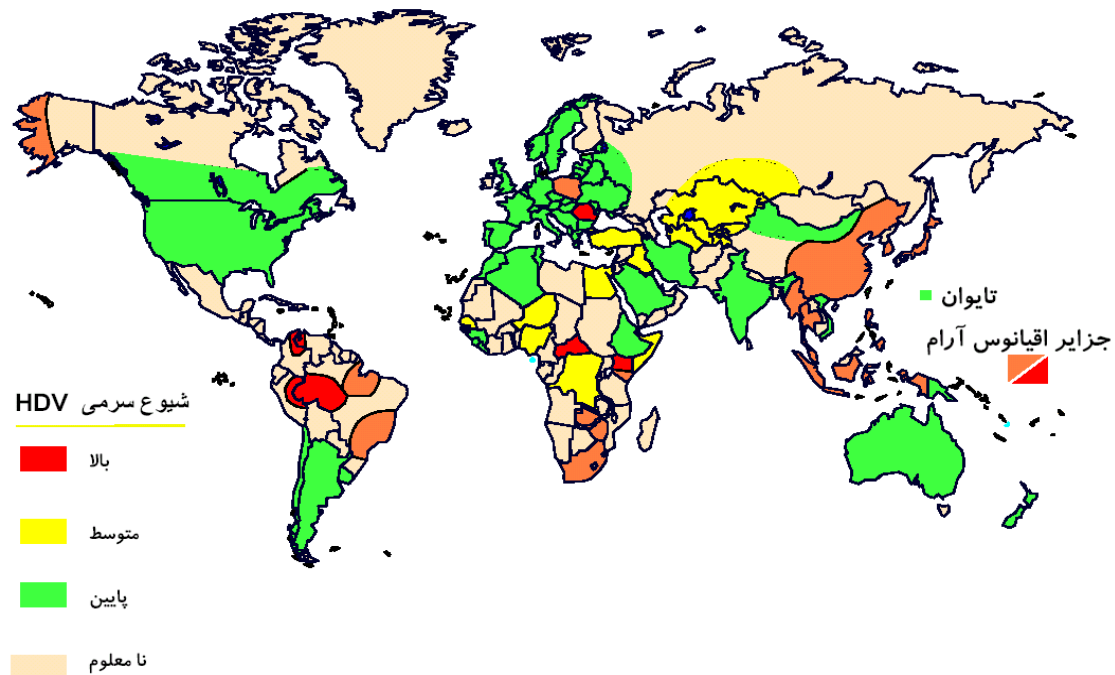 تایوان
جزایر اقیانوس آرام
شیوع سرمی HDV
بالا
متوسط
پایین
نا معلوم